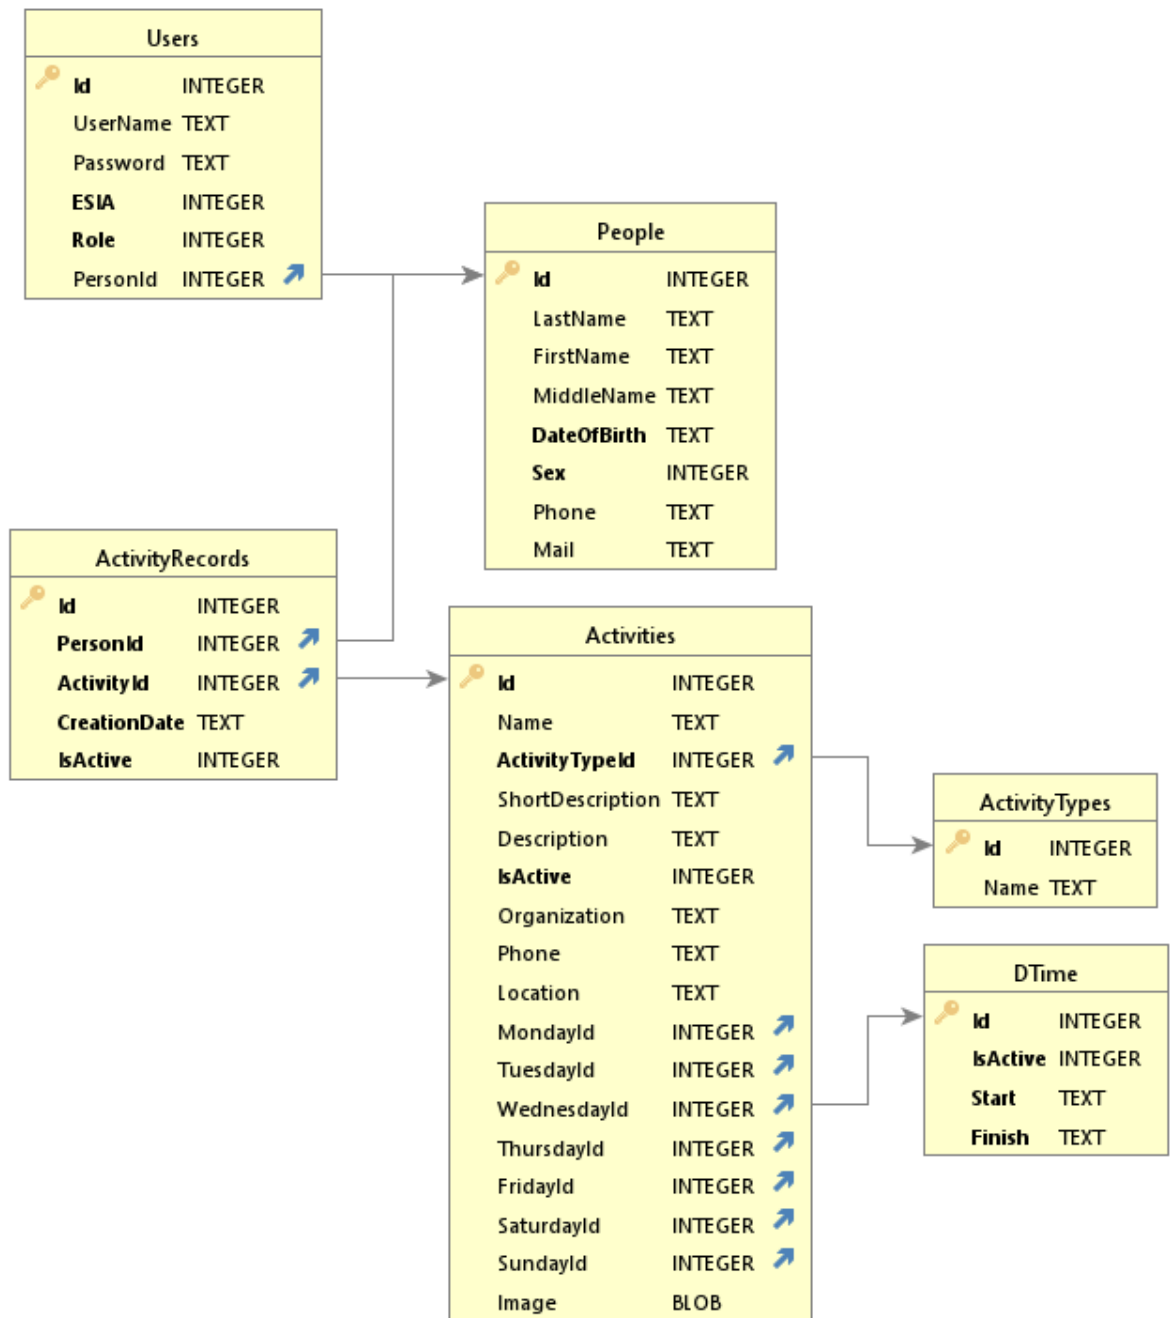 Users
Id INTEGER
UserName TEXT
Password TEXT
ESIA INTEGER
Role INTEGER
PersonId INTEGER
People
Id INTEGER
LastName TEXT
FirstName TEXT
MiddleName TEXT
DateOfBirth TEXT
Sex INTEGER
Phone TEXT
Mail TEXT
ActivityRecords
Id INTEGER
PersonId INTEGER
ActivityId INTEGER
CreationDate TEXT
IsActive INTEGER
Activities
Id INTEGER
Name TEXT
ActivityTypeId INTEGER
ShortDescription TEXT
Description TEXT
IsActive INTEGER
Organization TEXT
Phone TEXT
Location TEXT
MondayId INTEGER
TuesdayId INTEGER
WednesdayId INTEGER
ThursdayId INTEGER
FridayId INTEGER
SaturdayId INTEGER
SundayId INTEGER
Image BLOB
ActivityTypes
Id INTEGER
Name TEXT
DTime
Id INTEGER
IsActive INTEGER
Start TEXT
Finish TEXT